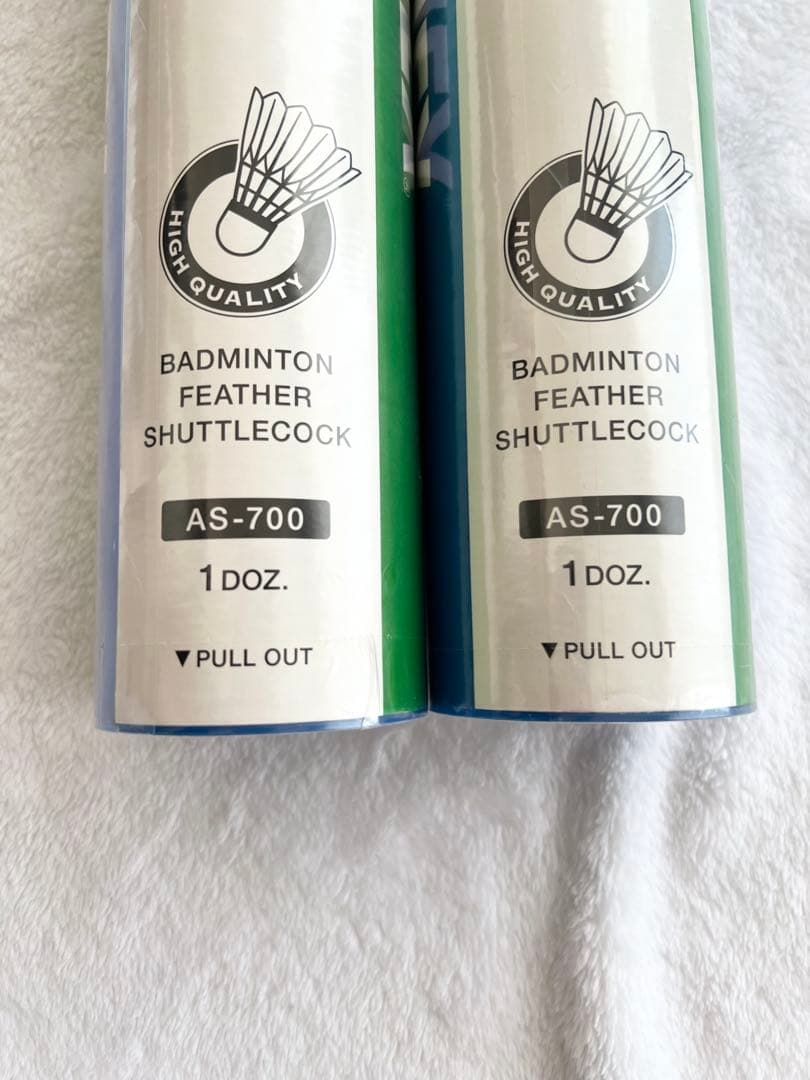 HIGH QUALITY
BADMINTON
FEATHER
SHUTTLECOCK
AS-700
1 DOZ.
▼PULL OUT
HIGH QUALITY
BADMINTON
FEATHER
SHUTTLECOCK
AS-700
1 DOZ.
▼PULL OUT